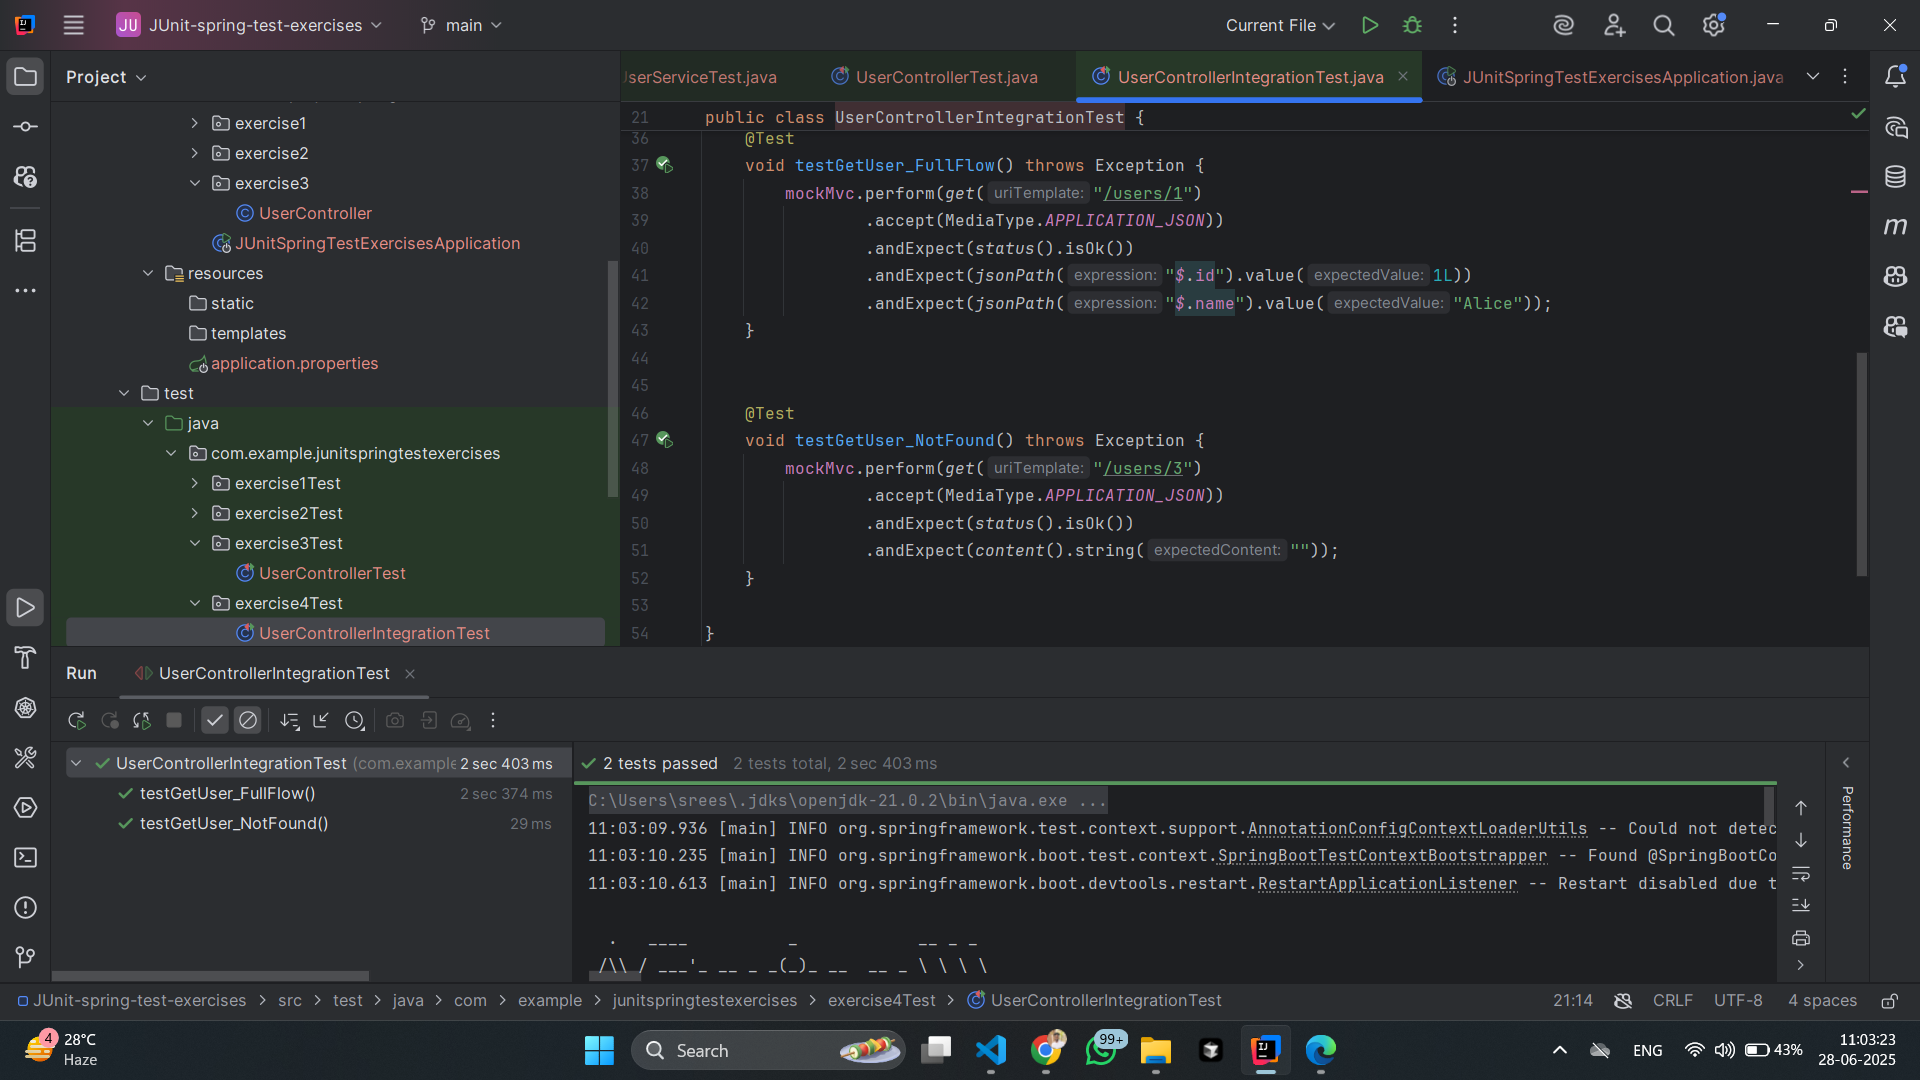 JU JUnit-spring-test-exercises main Current File
Project
exercise1
exercise2
exercise3
UserController
JUnitSpringTestExercisesApplication
resources
static
templates
application.properties
test
java
com.example.junitspringtestexercises
exercise1Test
exercise2Test
exercise3Test
UserControllerTest
exercise4Test
UserControllerIntegrationTest
serServiceTest.java UserControllerTest.java UserControllerIntegrationTest.java JUnitSpringTestExercisesApplication.java
21 public class UserControllerIntegrationTest {
36 @Test
37 void testGetUser_FullFlow() throws Exception {
38 mockMvc.perform(get( uriTemplate: "/users/1")
39 .accept(MediaType.APPLICATION_JSON))
40 .andExpect(status().isOk())
41 .andExpect(jsonPath( expression: "$.id").value( expectedValue: 1L))
42 .andExpect(jsonPath( expression: "$.name").value( expectedValue: "Alice"));
43 }
44
45
46 @Test
47 void testGetUser_NotFound() throws Exception {
48 mockMvc.perform(get( uriTemplate: "/users/3")
49 .accept(MediaType.APPLICATION_JSON))
50 .andExpect(status().isOk())
51 .andExpect(content().string( expectedContent: ""));
52 }
53
54 }
Run UserControllerIntegrationTest
UserControllerIntegrationTest (com.example 2 sec 403 ms
testGetUser_FullFlow() 2 sec 374 ms
testGetUser_NotFound() 29 ms
2 tests passed 2 tests total, 2 sec 403 ms
C:\Users\srees\.jdks\openjdk-21.0.2\bin\java.exe ...
11:03:09.936 [main] INFO org.springframework.test.context.support.AnnotationConfigContextLoaderUtils -- Could not detec
11:03:10.235 [main] INFO org.springframework.boot.test.context.SpringBootTestContextBootstrapper -- Found @SpringBootCo
11:03:10.613 [main] INFO org.springframework.boot.devtools.restart.RestartApplicationListener -- Restart disabled due t
.   ____          _            __ _ _
/\\ / ___'_ __ _ _(_)_ __  __ _ \ \ \ \
Performance
JUnit-spring-test-exercises > src > test > java > com > example > junitspringtestexercises > exercise4Test > UserControllerIntegrationTest 21:14 CRLF UTF-8 4 spaces
4 28°C
Haze
Search
99+
ENG
43%
11:03:23
28-06-2025